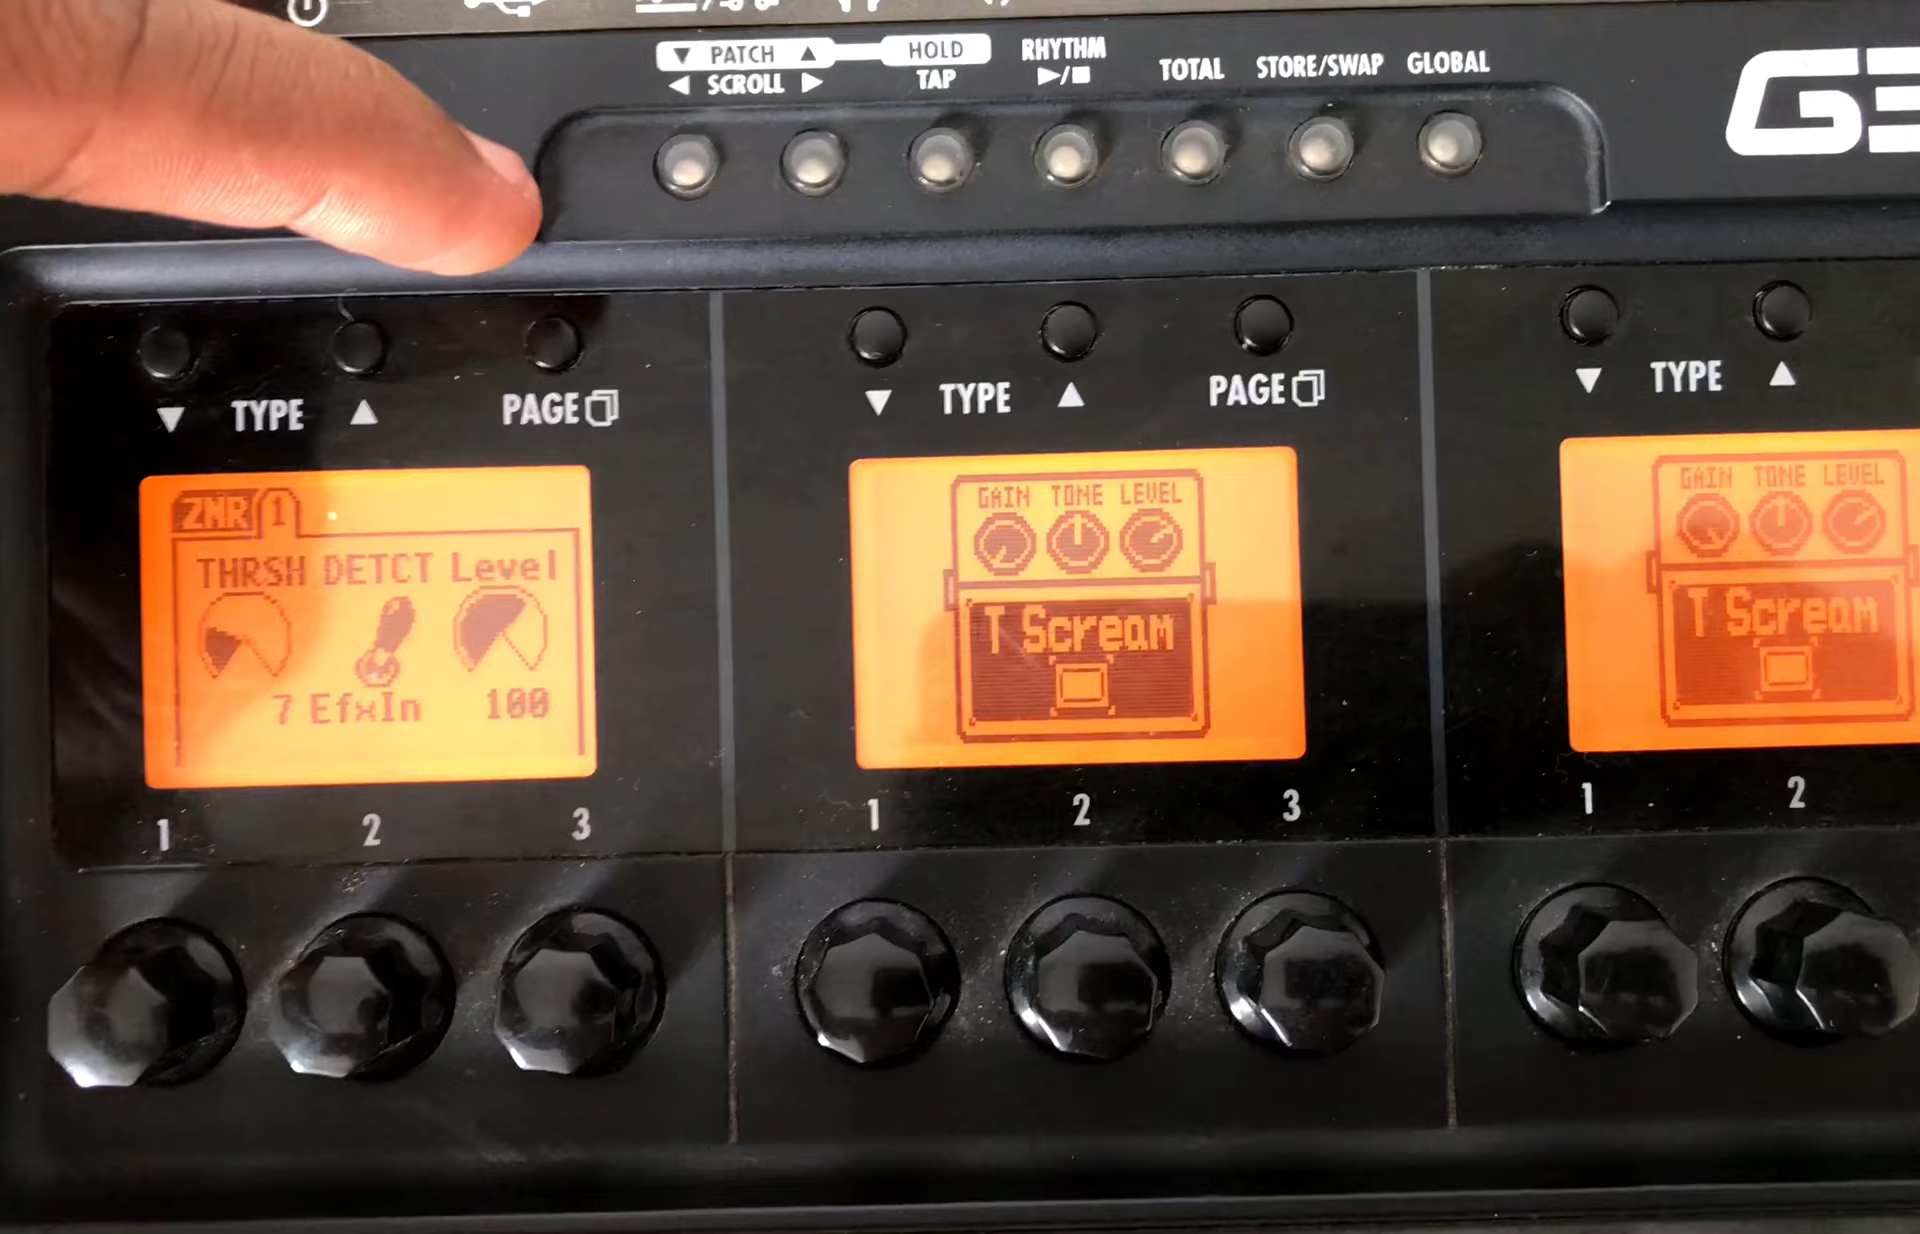 ▼ PATCH ▲ HOLD
◀ SCROLL ▶ TAP
RHYTHM
▶/■
TOTAL
STORE/SWAP
GLOBAL
G3
▼ TYPE ▲ PAGE
▼ TYPE ▲ PAGE
▼ TYPE ▲
ZNR 1
THRSH DETCT Level
7 EfxIn 100
GAIN TONE LEVEL
T Scream
GAIN TONE LEVEL
T Scream
1 2 3
1 2 3
1 2